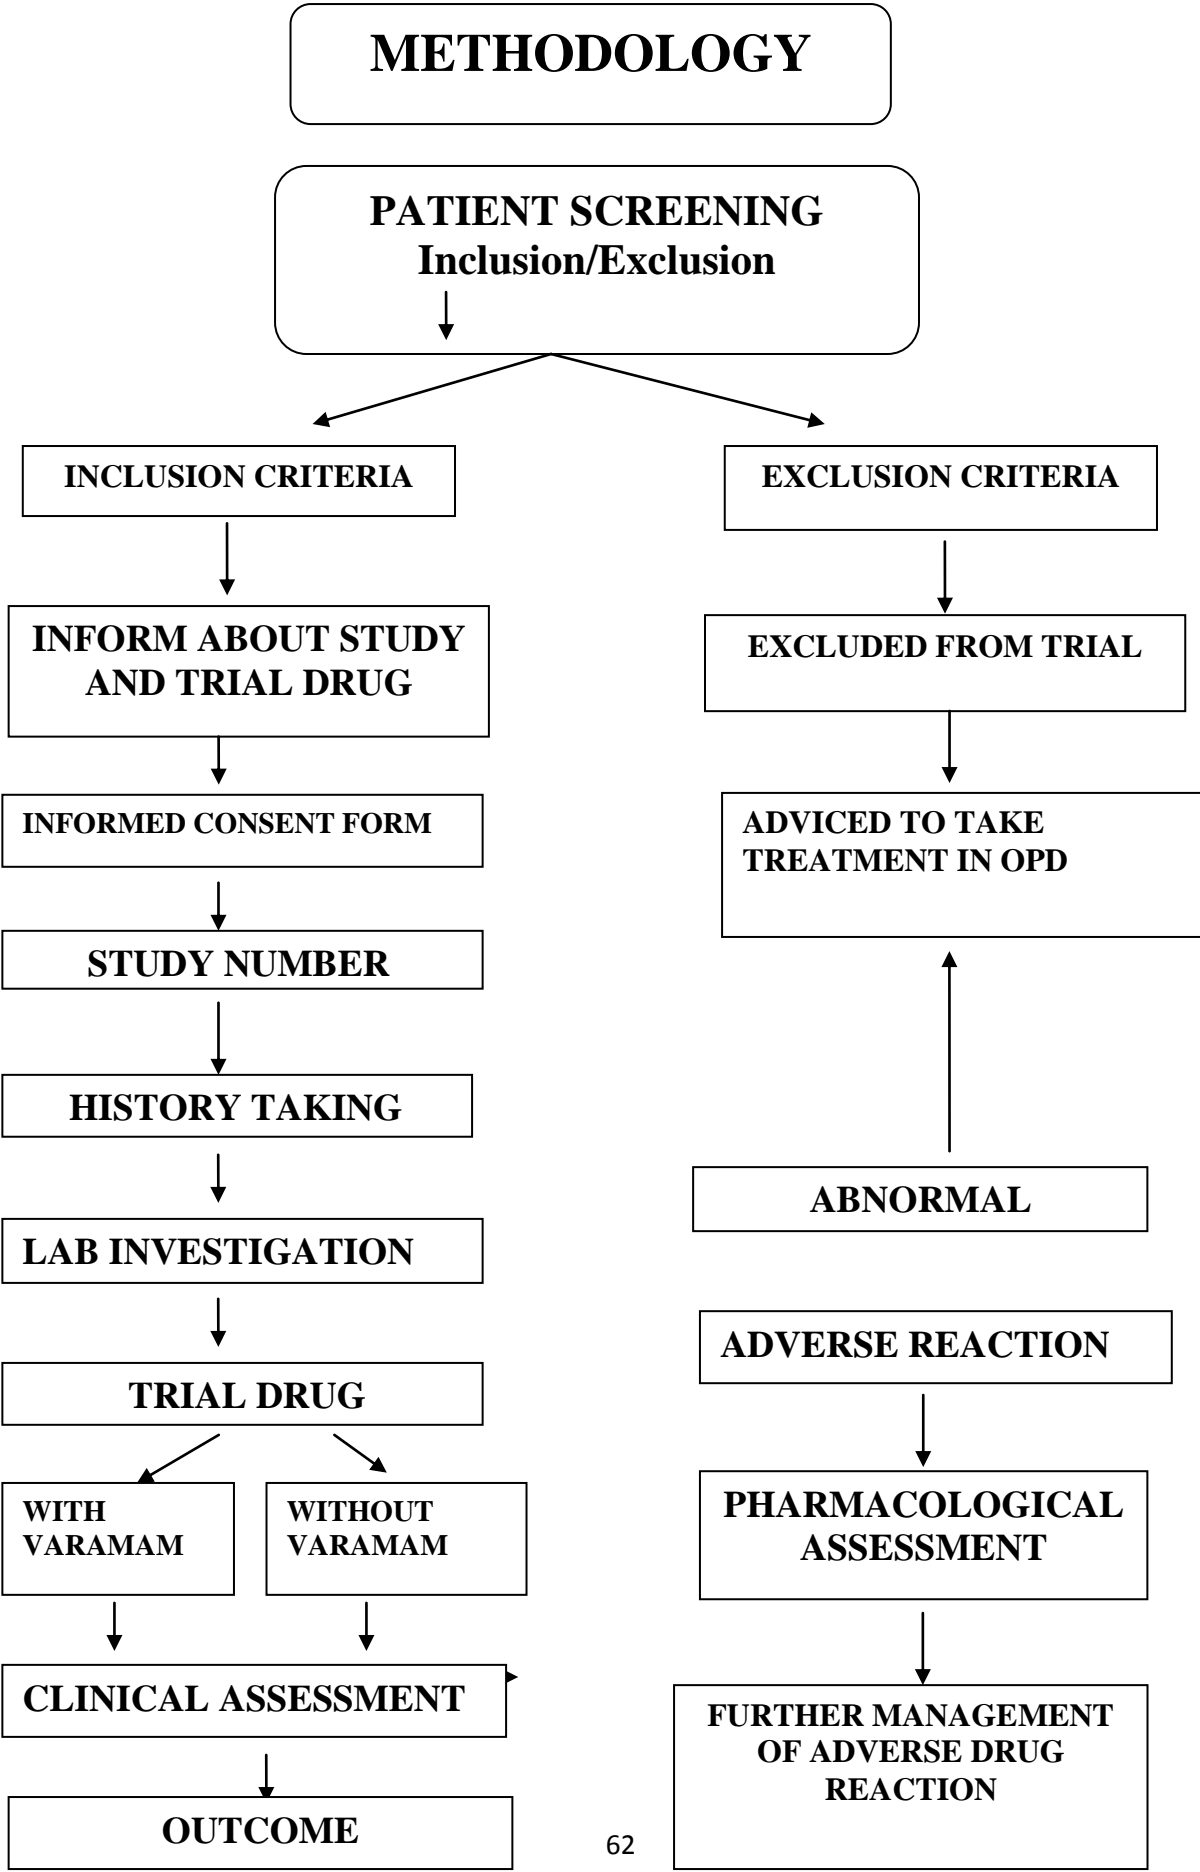 METHODOLOGY
PATIENT SCREENING
Inclusion/Exclusion
INCLUSION CRITERIA
EXCLUSION CRITERIA
INFORM ABOUT STUDY
AND TRIAL DRUG
EXCLUDED FROM TRIAL
INFORMED CONSENT FORM
ADVICED TO TAKE
TREATMENT IN OPD
STUDY NUMBER
HISTORY TAKING
ABNORMAL
LAB INVESTIGATION
ADVERSE REACTION
TRIAL DRUG
WITH
VARAMAM
WITHOUT
VARAMAM
PHARMACOLOGICAL
ASSESSMENT
CLINICAL ASSESSMENT
FURTHER MANAGEMENT
OF ADVERSE DRUG
REACTION
OUTCOME
62